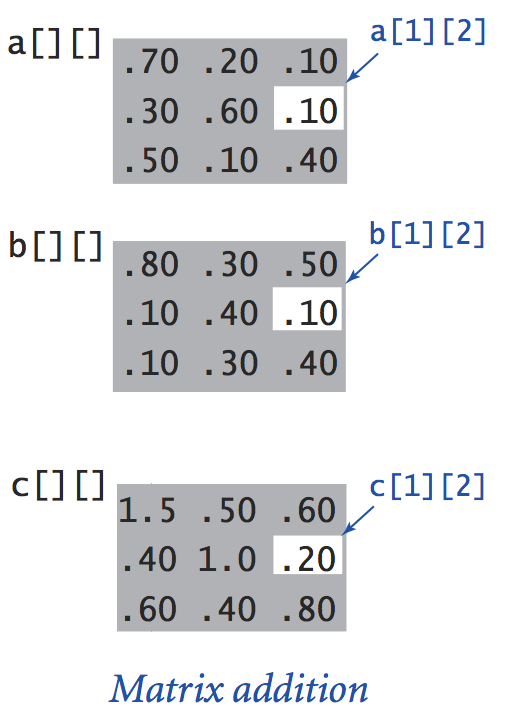 a[][]
a[1][2]
.70 .20 .10
.30 .60 .10
.50 .10 .40
b[][]
b[1][2]
.80 .30 .50
.10 .40 .10
.10 .30 .40
c[][]
c[1][2]
1.5 .50 .60
.40 1.0 .20
.60 .40 .80
Matrix addition